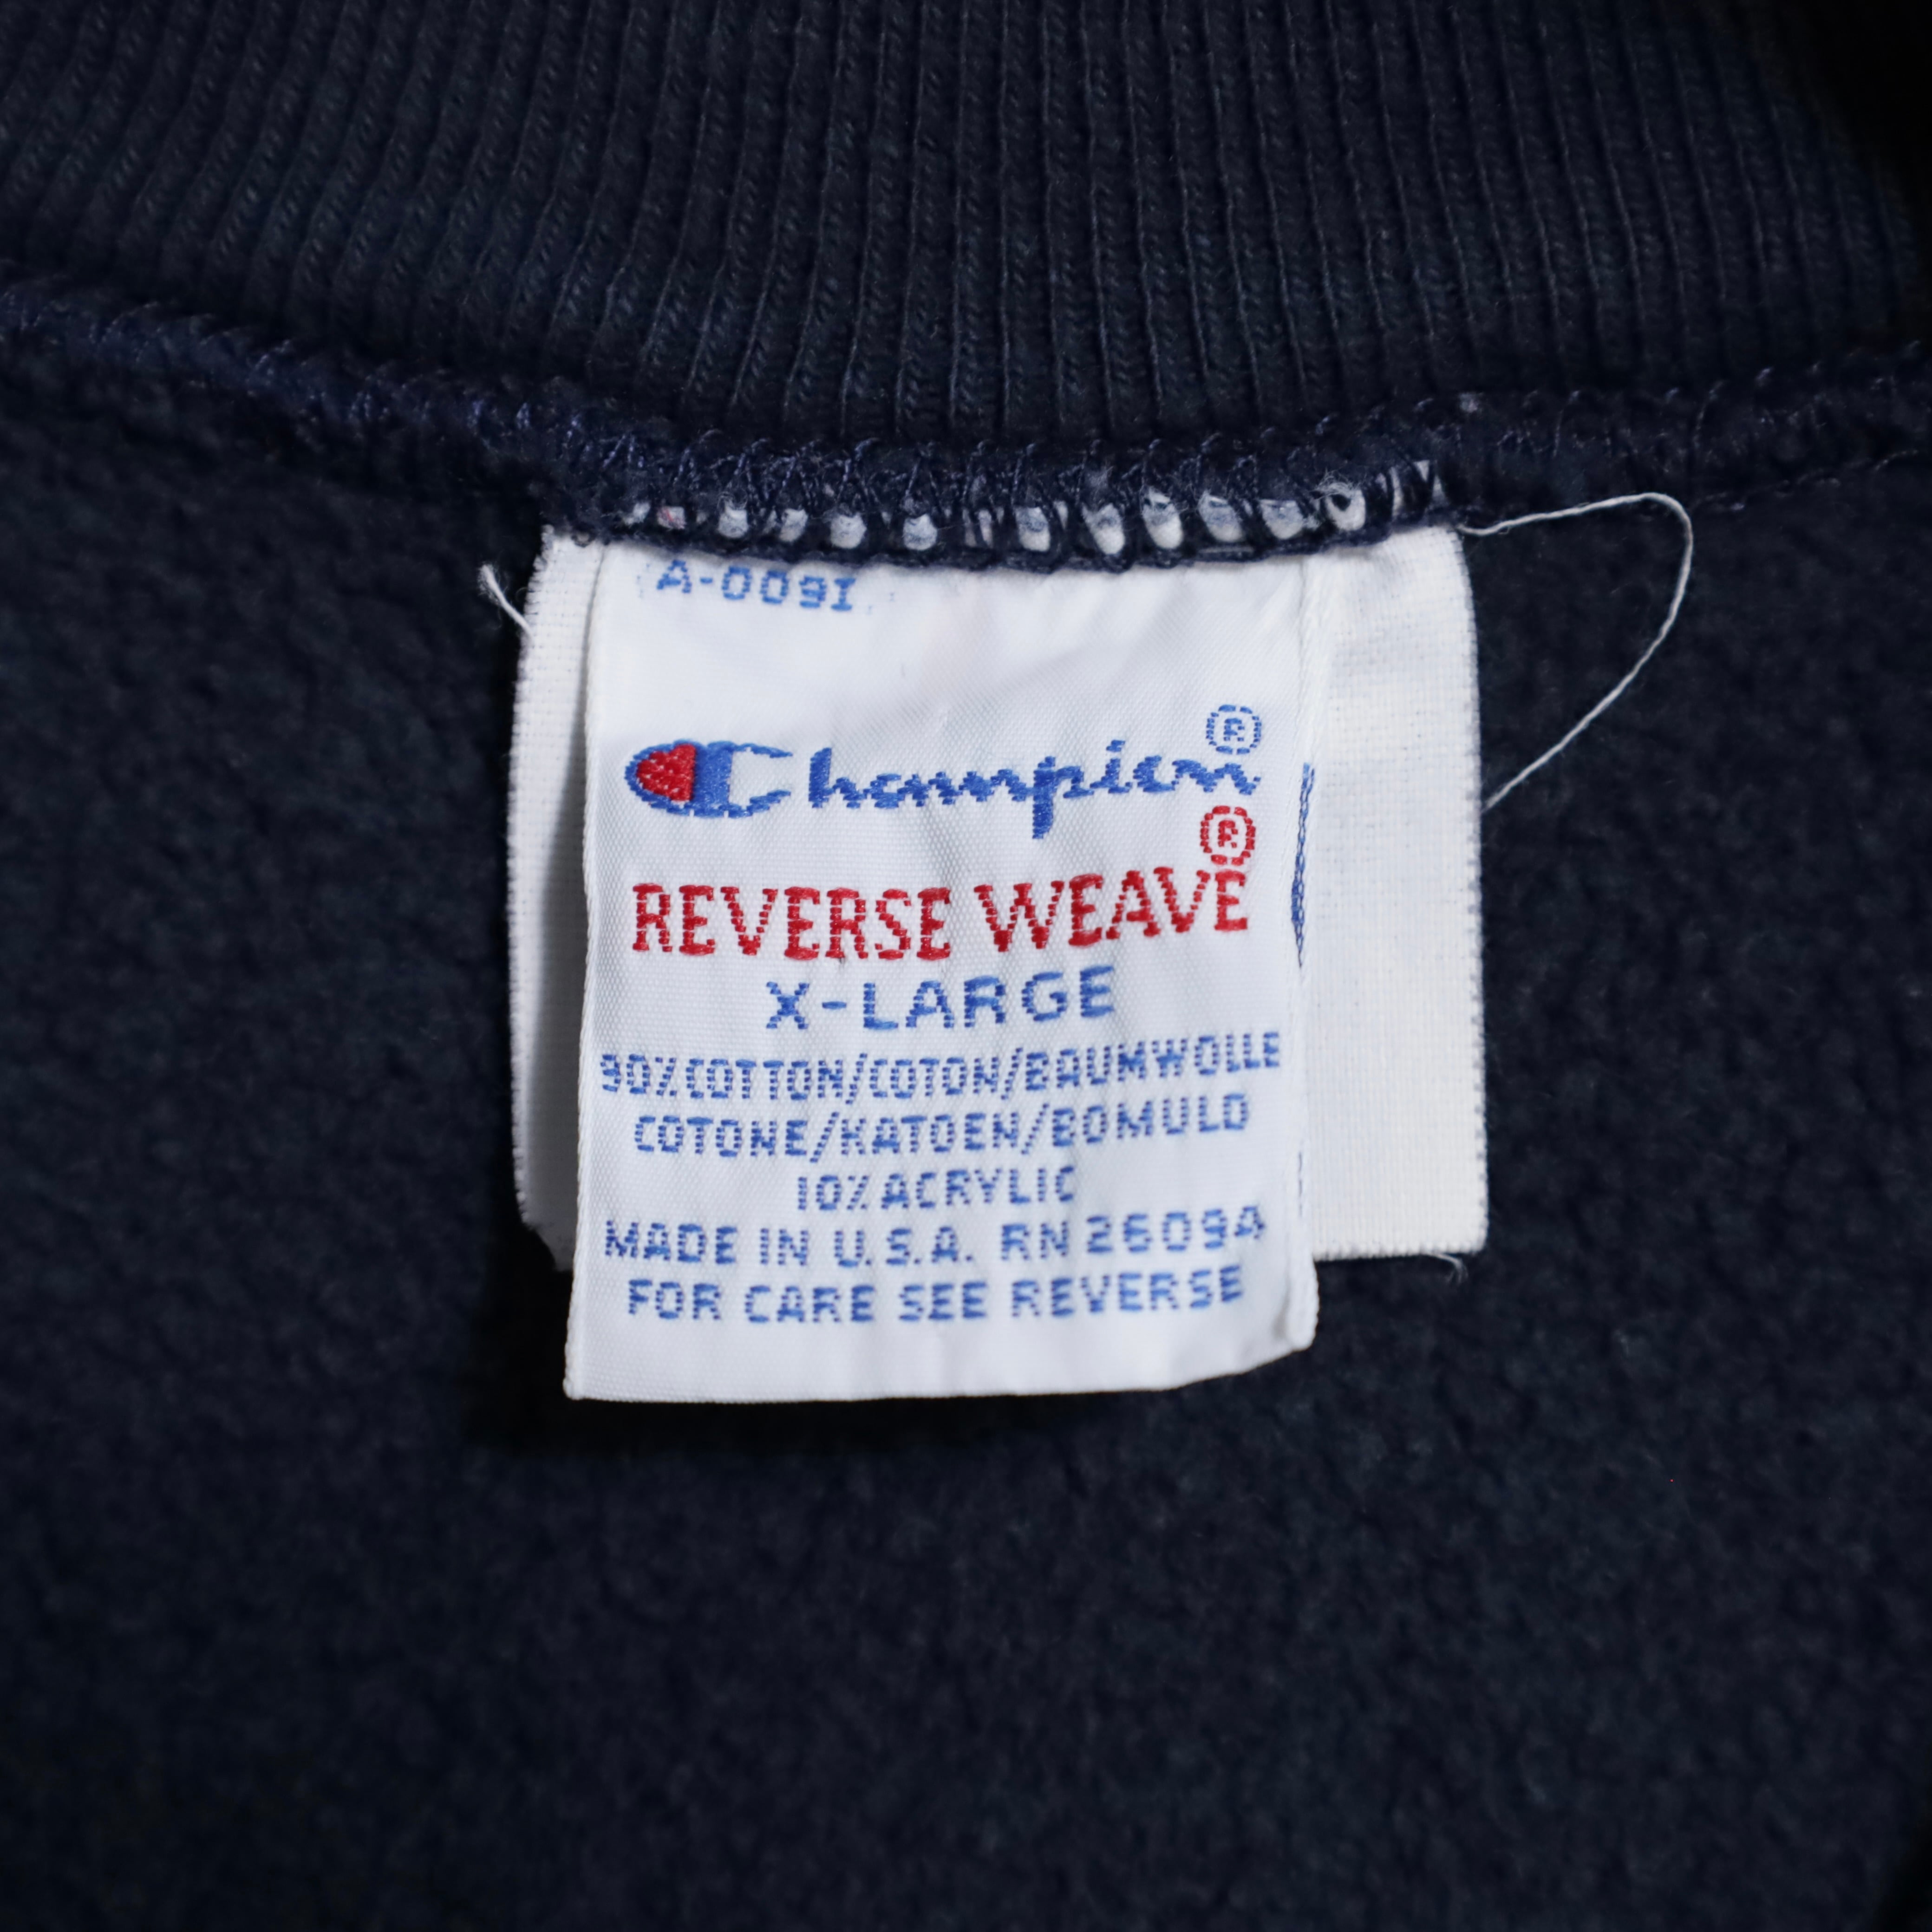 A-009I
Champion®
REVERSE WEAVE®
X-LARGE
90% COTTON/COTON/BAUMWOLLE
COTONE/KATOEN/BOMULD
10% ACRYLIC
MADE IN U.S.A. RN 26094
FOR CARE SEE REVERSE